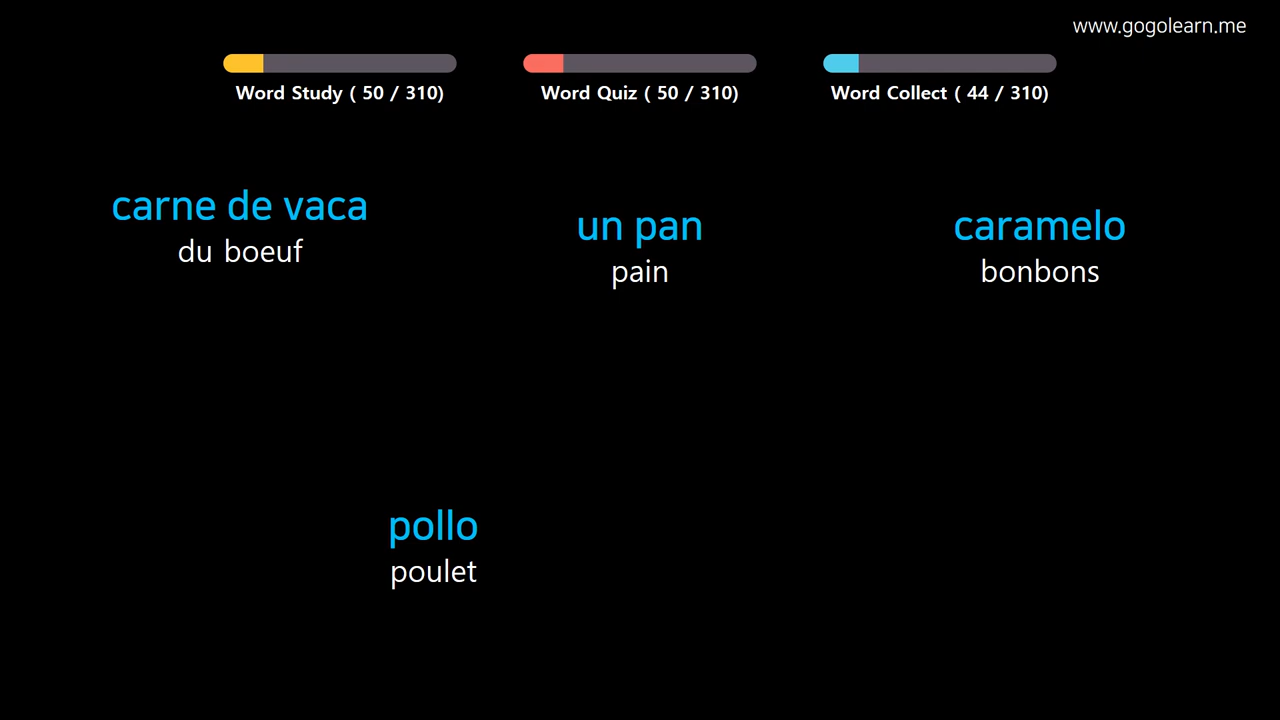 www.gogolearn.me
Word Study ( 50 / 310)
Word Quiz ( 50 / 310)
Word Collect ( 44 / 310)
carne de vaca
du boeuf
un pan
pain
caramelo
bonbons
pollo
poulet